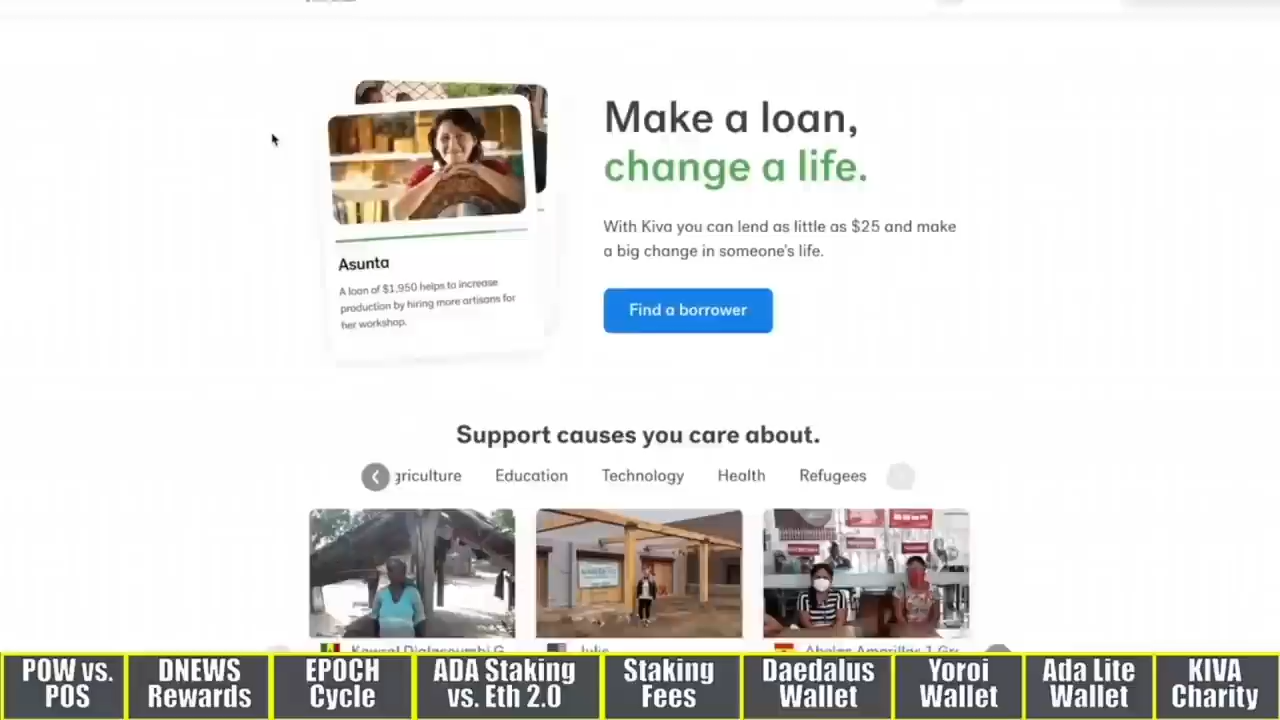 Make a loan,
change a life.
With Kiva you can lend as little as $25 and make
a big change in someone's life.
Find a borrower
Asunta
A loan of $1,950 helps to increase
production by hiring more artisans for
her workshop.
Support causes you care about.
griculture Education Technology Health Refugees
Julie
POW vs.
POS
DNEWS
Rewards
EPOCH
Cycle
ADA Staking
vs. Eth 2.0
Staking
Fees
Daedalus
Wallet
Yoroi
Wallet
Ada Lite
Wallet
KIVA
Charity